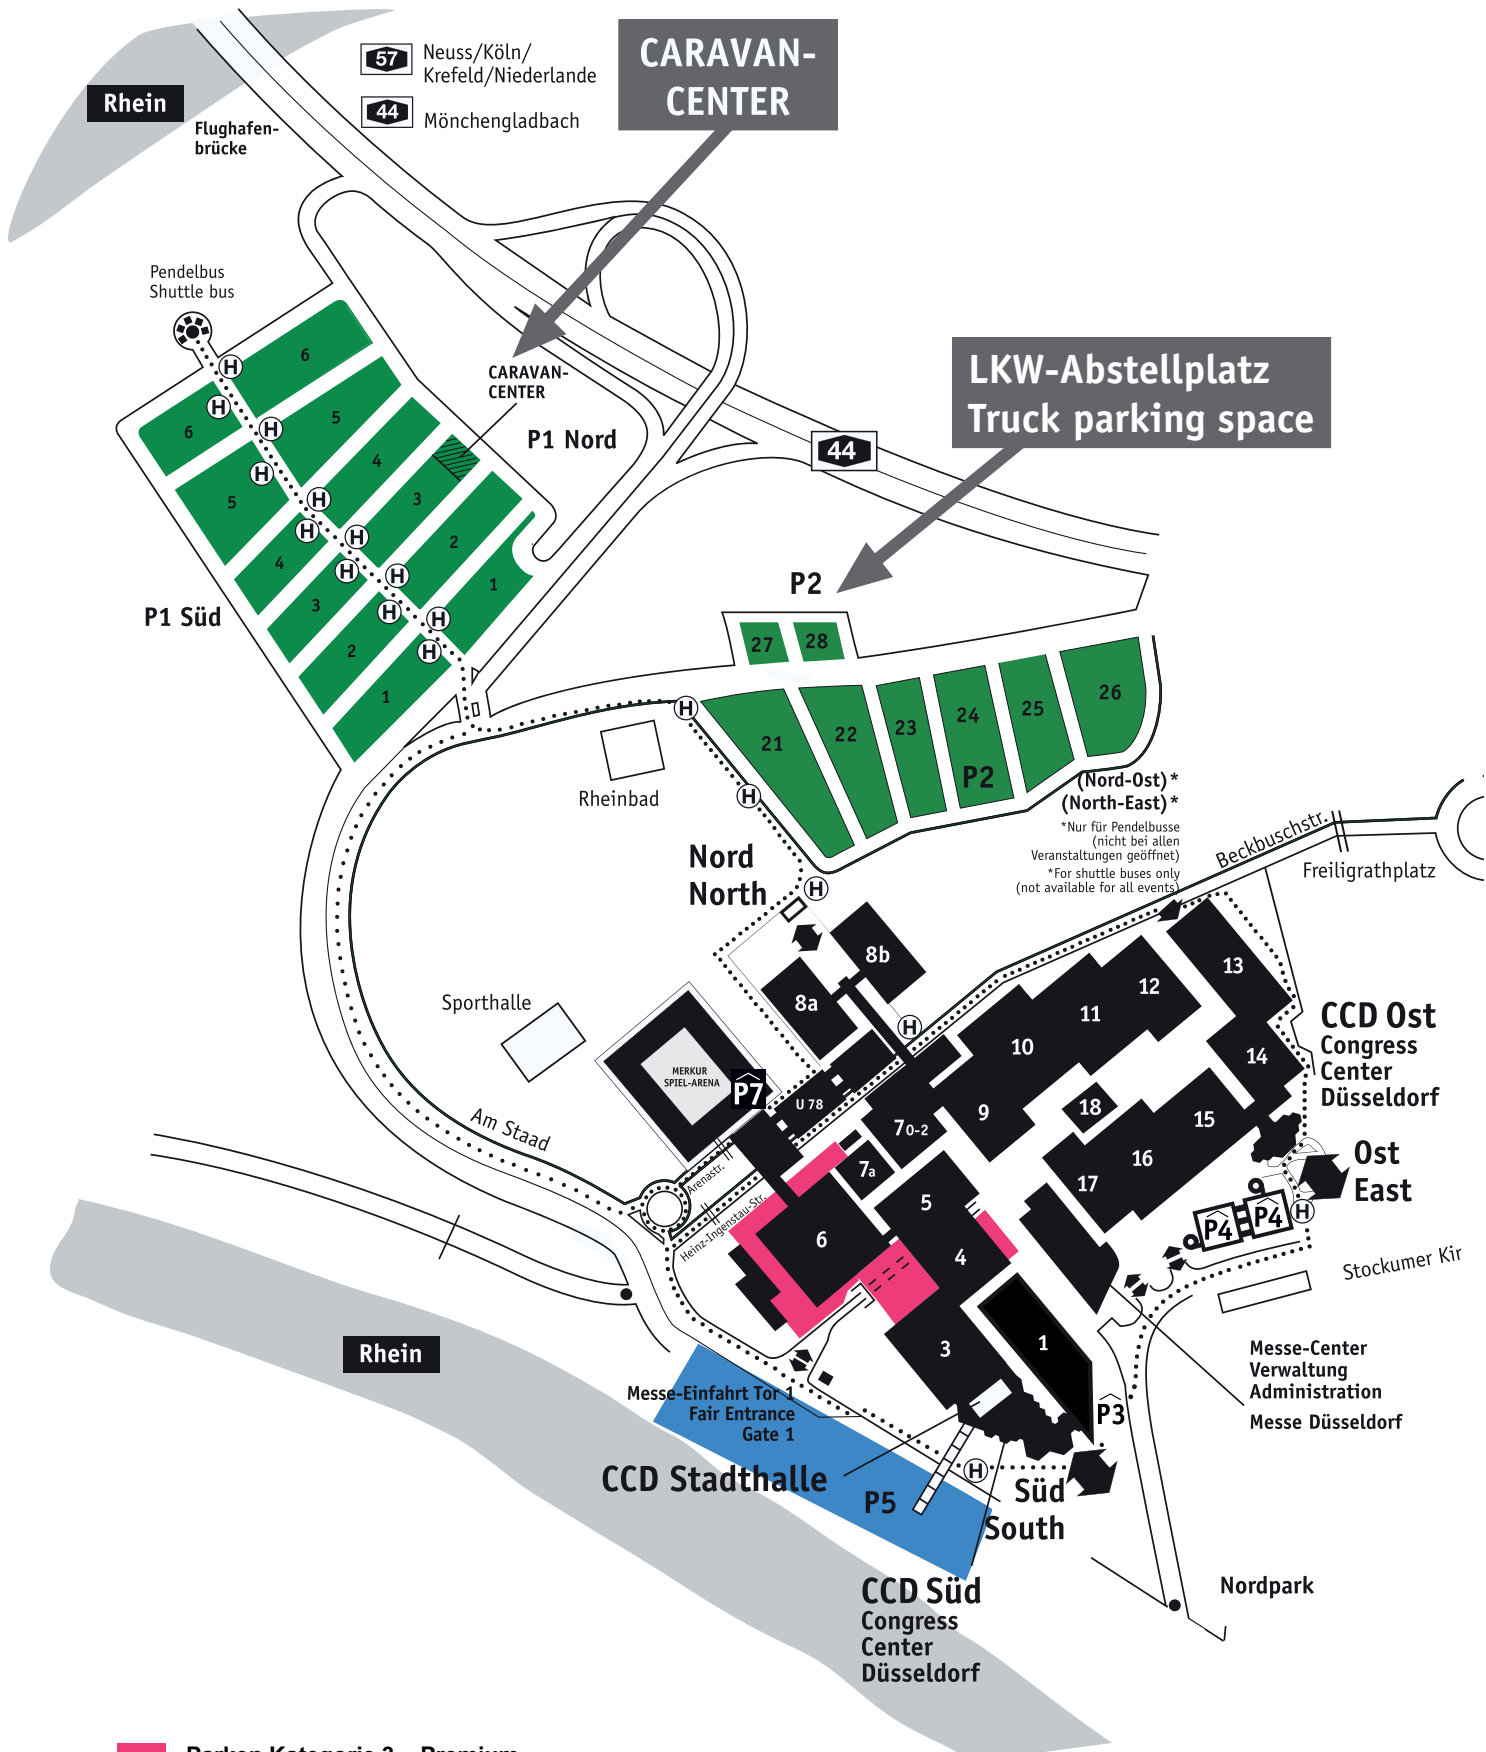 57
Neuss/Köln/
Krefeld/Niederlande
44
Mönchengladbach
CARAVAN-
CENTER
Rhein
Flughafen-
brücke
Pendelbus
Shuttle bus
CARAVAN-
CENTER
P1 Nord
44
LKW-Abstellplatz
Truck parking space
6
5
4
3
2
1
6
5
4
3
2
1
H
H
H
H
H
H
H
H
H
H
H
H
P1 Süd
P2
27
28
21
22
23
24
25
26
P2
H
H
H
Rheinbad
(Nord-Ost)*
(North-East)*
*Nur für Pendelbusse
(nicht bei allen
Veranstaltungen geöffnet)
*For shuttle buses only
(not available for all events)
Beckbuschstr.
Freiligrathplatz
Nord
North
8b
8a
H
13
12
11
10
9
14
15
16
17
18
CCD Ost
Congress
Center
Düsseldorf
Sporthalle
MERKUR
SPIEL-ARENA
P7
U 78
70-2
7a
Am Staad
Arenastr.
Heinz-Ingenstau-Str.
6
5
4
3
1
Ost
East
P4
P4
H
Stockumer Kir
Rhein
Messe-Einfahrt Tor 1
Fair Entrance
Gate 1
Messe-Center
Verwaltung
Administration
Messe Düsseldorf
P3
CCD Stadthalle
P5
H
Süd
South
CCD Süd
Congress
Center
Düsseldorf
Nordpark